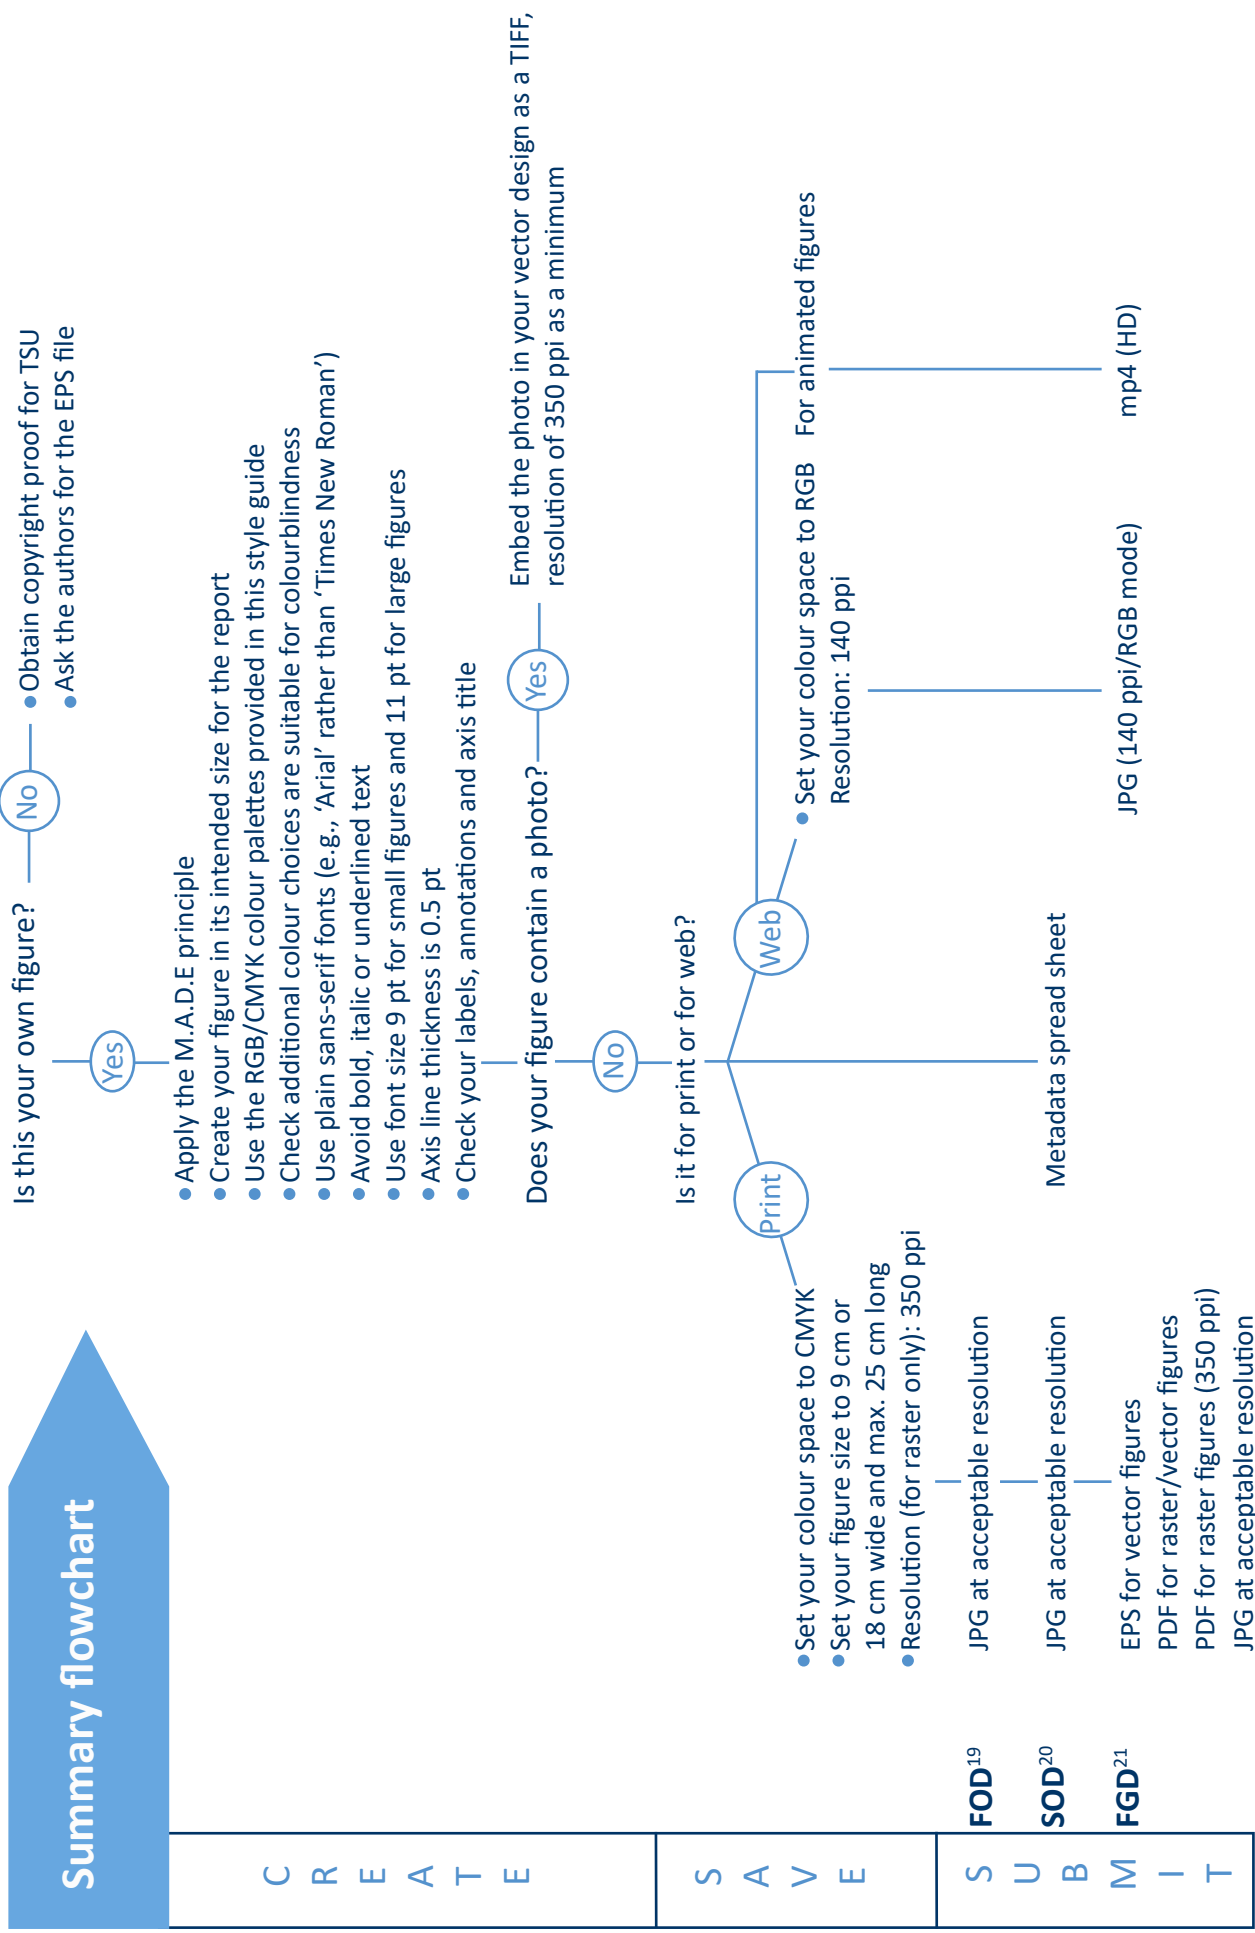 Summary flowchart
Is this your own figure?
No
Obtain copyright proof for TSU
Ask the authors for the EPS file
Yes
CREATE
Apply the M.A.D.E principle
Create your figure in its intended size for the report
Use the RGB/CMYK colour palettes provided in this style guide
Check additional colour choices are suitable for colourblindness
Use plain sans-serif fonts (e.g., ‘Arial’ rather than ‘Times New Roman’)
Avoid bold, italic or underlined text
Use font size 9 pt for small figures and 11 pt for large figures
Axis line thickness is 0.5 pt
Check your labels, annotations and axis title
Does your figure contain a photo?
Yes
Embed the photo in your vector design as a TIFF,
resolution of 350 ppi as a minimum
No
SAVE
Is it for print or for web?
Print
Web
Set your colour space to CMYK
Set your figure size to 9 cm or
18 cm wide and max. 25 cm long
Resolution (for raster only): 350 ppi
Set your colour space to RGB
Resolution: 140 ppi
For animated figures
SUBMIT
FOD19
JPG at acceptable resolution
SOD20
JPG at acceptable resolution
Metadata spread sheet
FGD21
EPS for vector figures
PDF for raster/vector figures
PDF for raster figures (350 ppi)
JPG at acceptable resolution
JPG (140 ppi/RGB mode)
mp4 (HD)